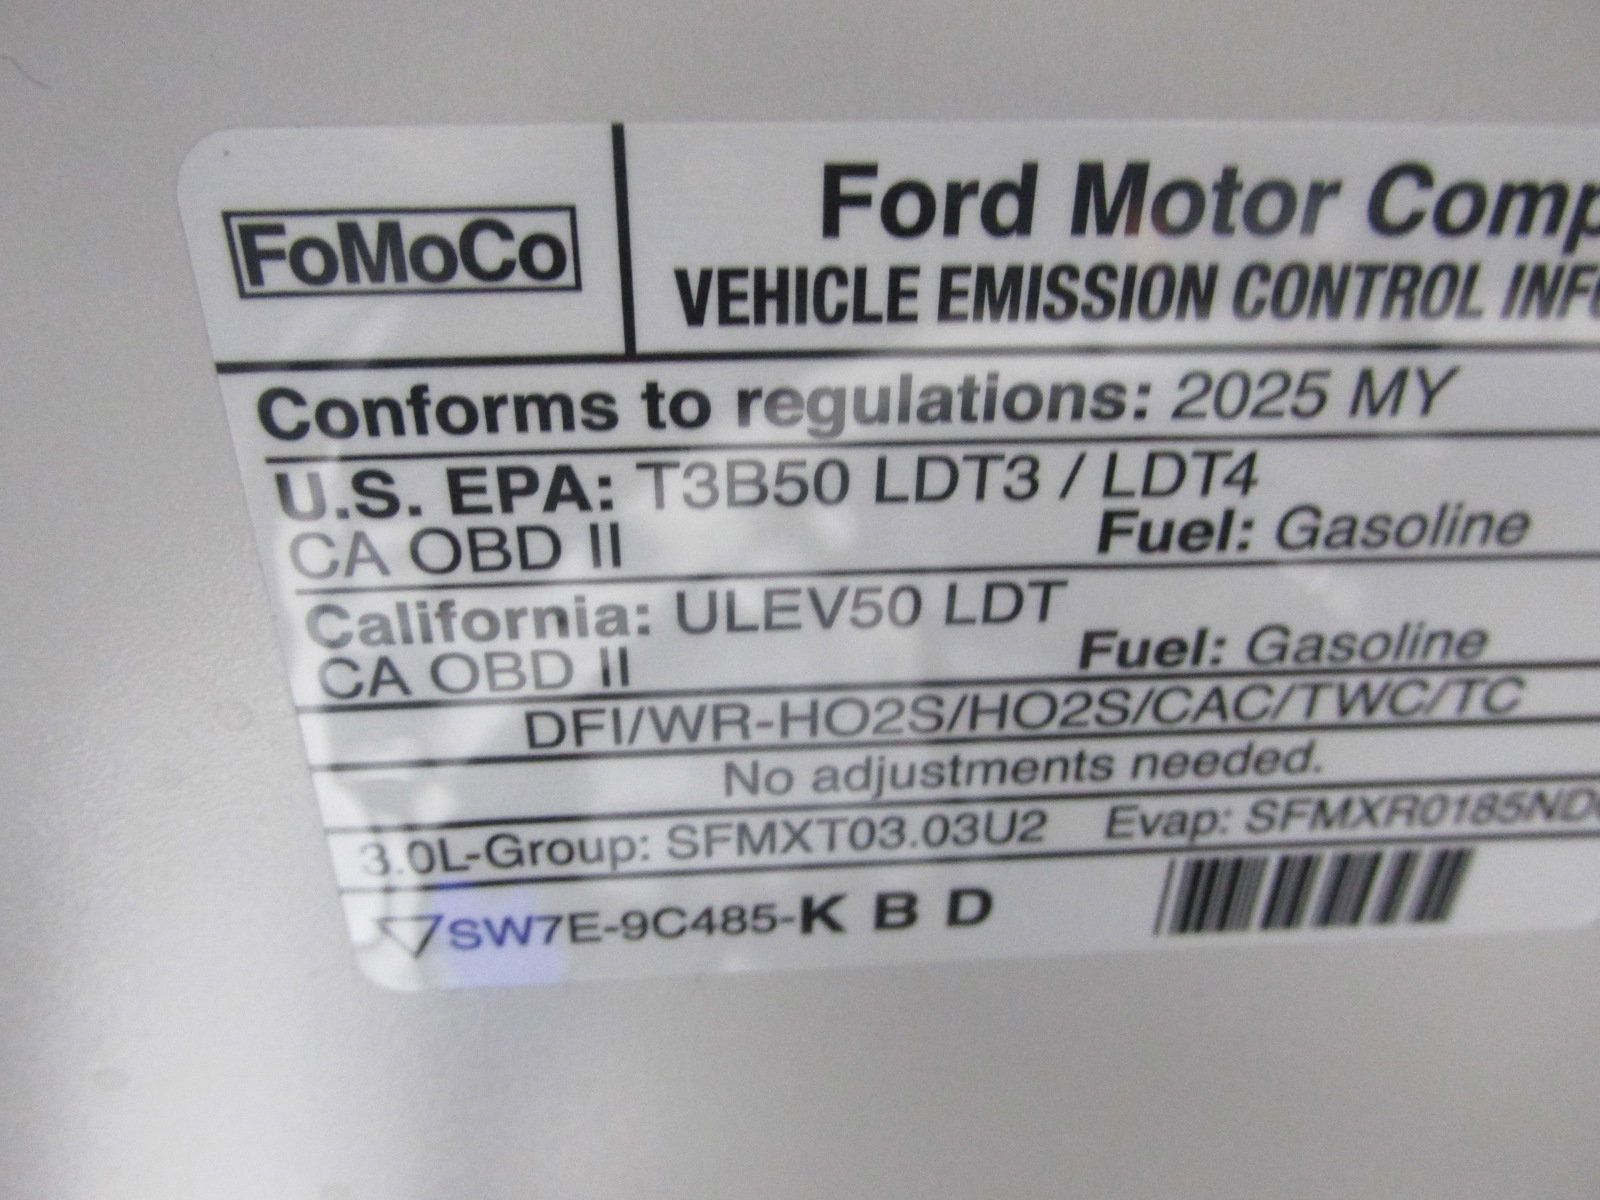 FoMoCo
Ford Motor Comp
VEHICLE EMISSION CONTROL INFO
Conforms to regulations: 2025 MY
U.S. EPA: T3B50 LDT3 / LDT4
CA OBD II Fuel: Gasoline
California: ULEV50 LDT
CA OBD II Fuel: Gasoline
DFI/WR-HO2S/HO2S/CAC/TWC/TC
No adjustments needed.
3.0L-Group: SFMXT03.03U2 Evap: SFMXR0185ND
SW7E-9C485-K B D